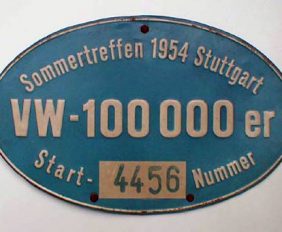 Sommertreffen 1954 Stuttgart
VW-100 000 er
Start- 4456 Nummer